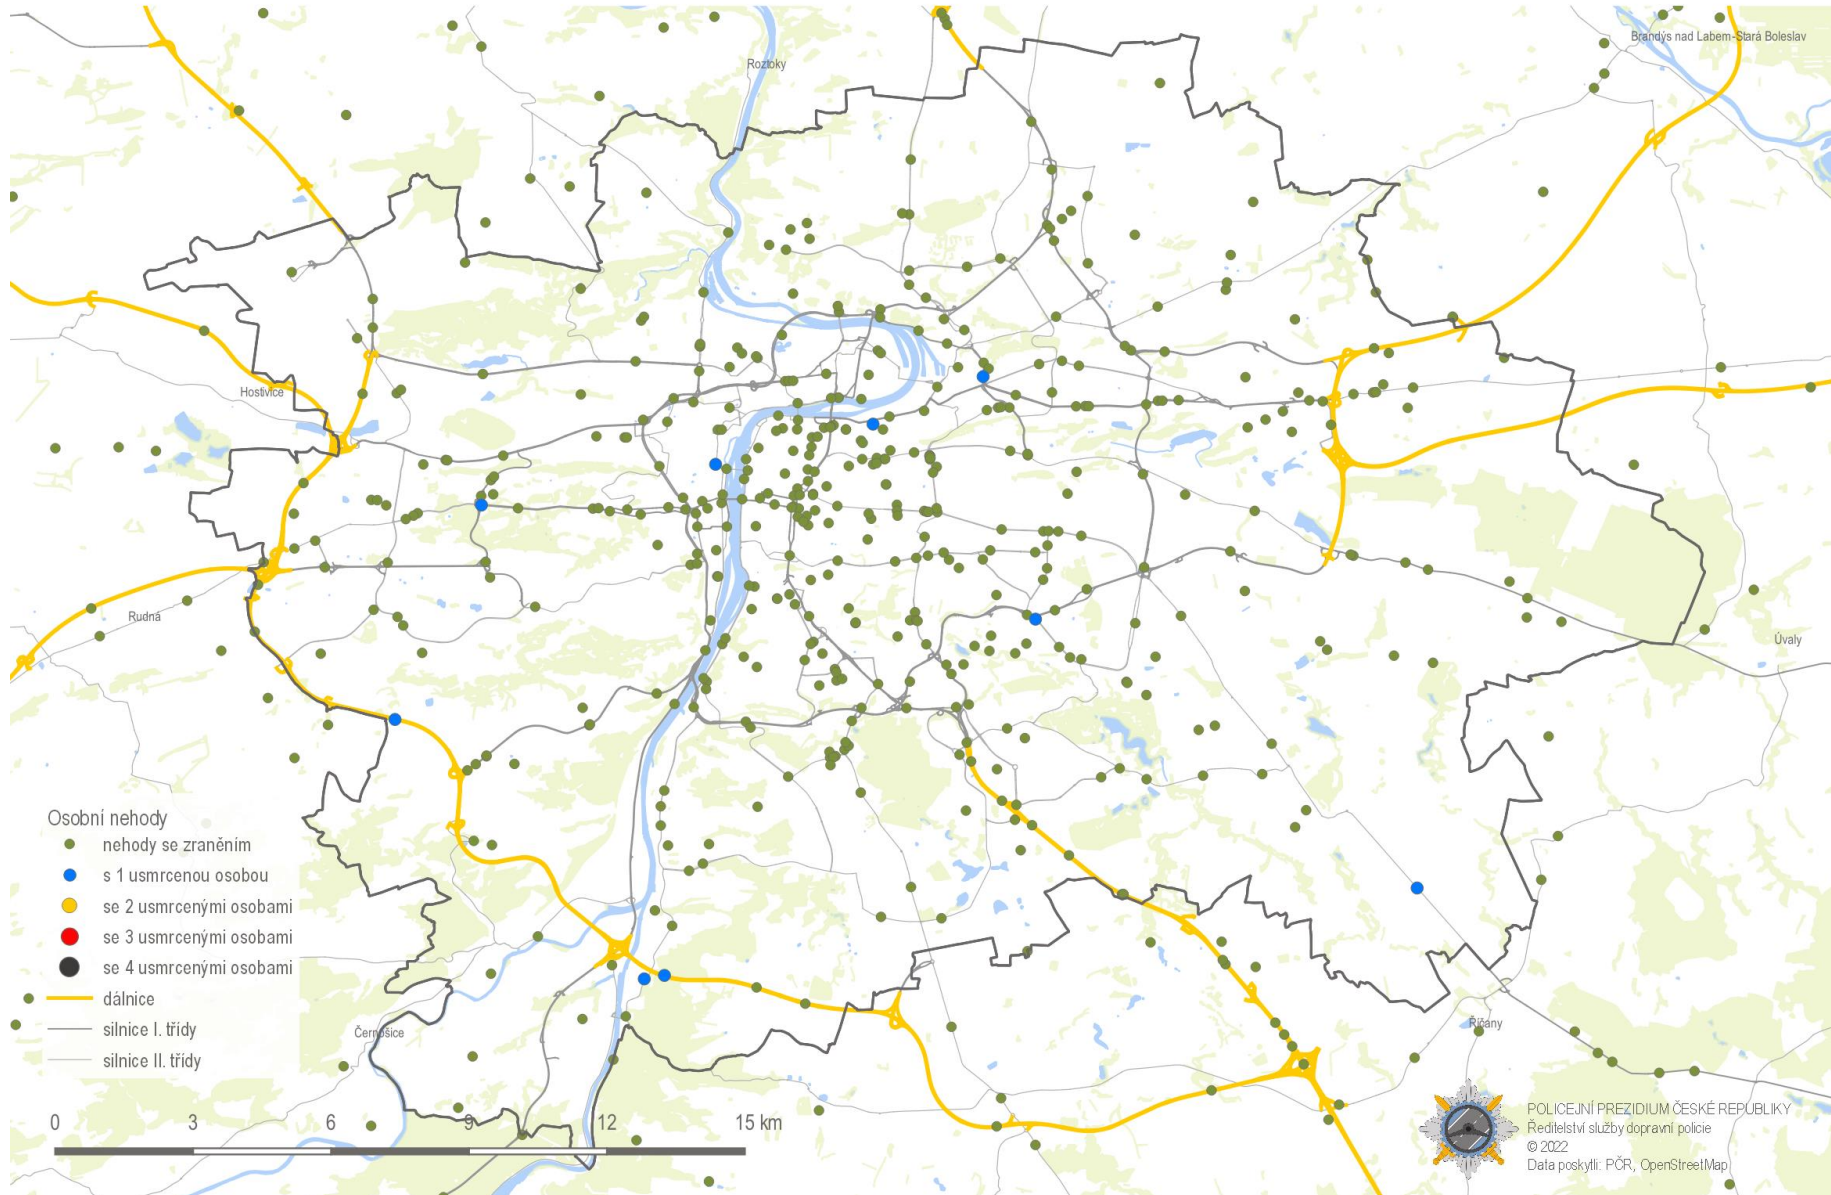 Brandýs nad Labem-Stará Boleslav
Roztoky
Hostivice
Rudná
Úvaly
Osobní nehody
nehody se zraněním
s 1 usmrcenou osobou
se 2 usmrcenými osobami
se 3 usmrcenými osobami
se 4 usmrcenými osobami
dálnice
silnice I. třídy
silnice II. třídy
Černošice
Říčany
0 3 6 9 12 15 km
POLICEJNÍ PREZIDIUM ČESKÉ REPUBLIKY
Ředitelství služby dopravní policie
© 2022
Data poskytli: PČR, OpenStreetMap